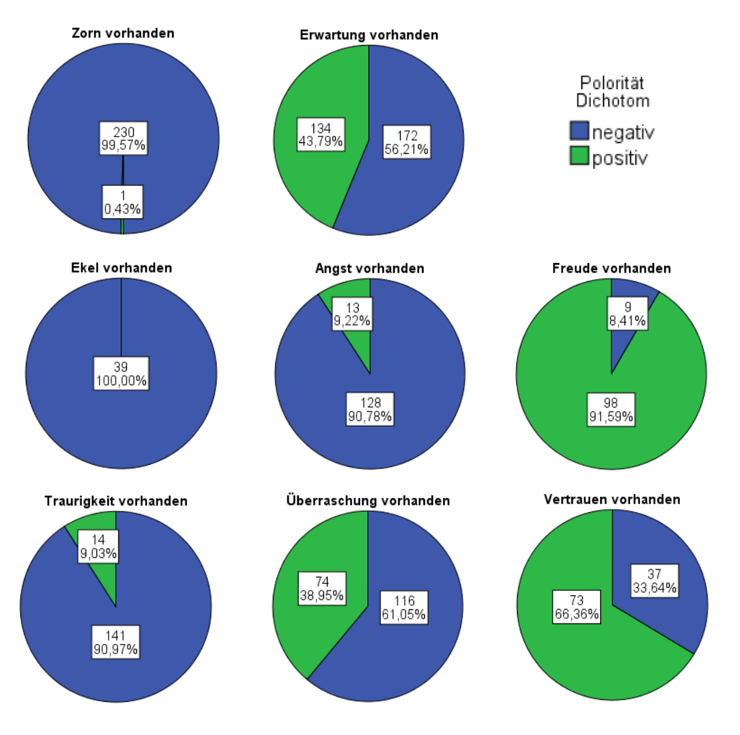 Zorn vorhanden
230
99,57%
1
0,43%
Erwartung vorhanden
134
43,79%
172
56,21%
Polorität
Dichotom
negativ
positiv
Ekel vorhanden
39
100,00%
Angst vorhanden
13
9,22%
128
90,78%
Freude vorhanden
9
8,41%
98
91,59%
Traurigkeit vorhanden
14
9,03%
141
90,97%
Überraschung vorhanden
74
38,95%
116
61,05%
Vertrauen vorhanden
37
33,64%
73
66,36%